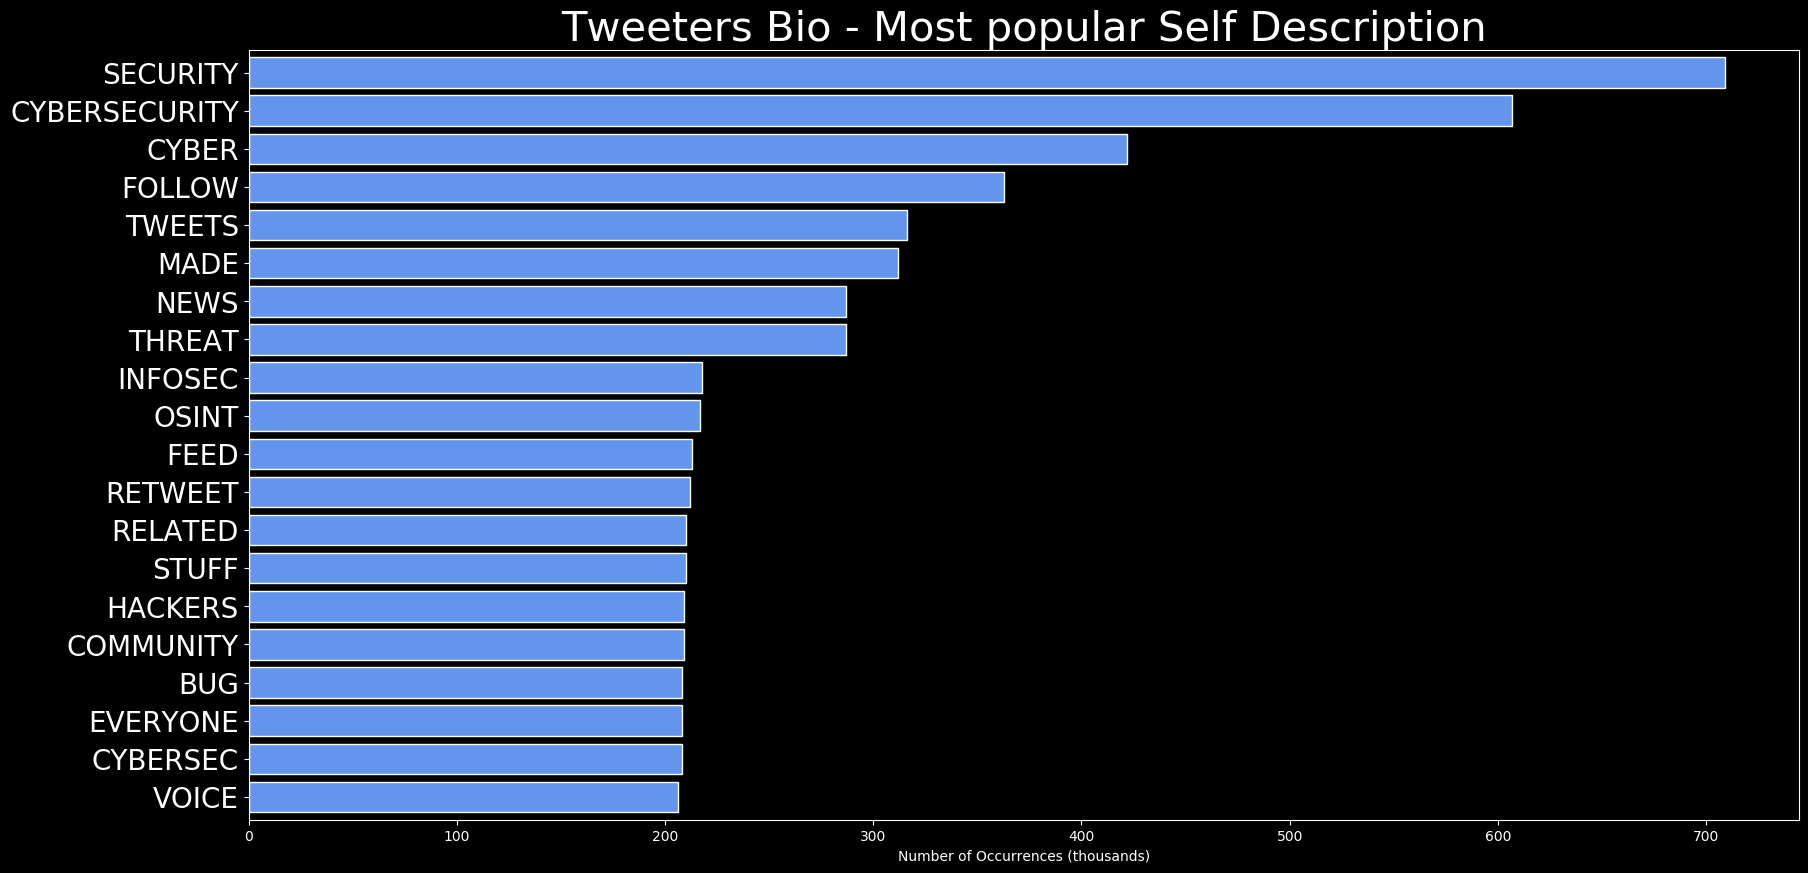 Tweeters Bio - Most popular Self Description
SECURITY
CYBERSECURITY
CYBER
FOLLOW
TWEETS
MADE
NEWS
THREAT
INFOSEC
OSINT
FEED
RETWEET
RELATED
STUFF
HACKERS
COMMUNITY
BUG
EVERYONE
CYBERSEC
VOICE
0 100 200 300 400 500 600 700
Number of Occurrences (thousands)